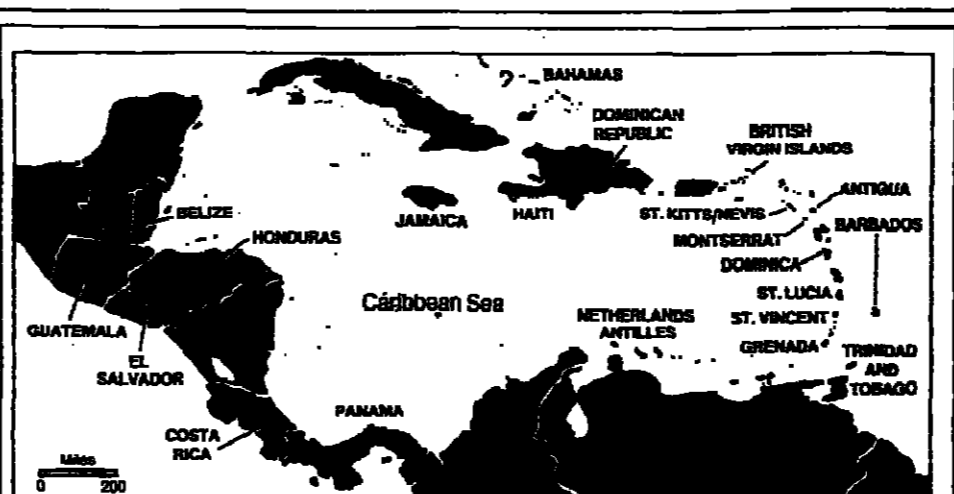 BAHAMAS
DOMINICAN
REPUBLIC
BRITISH
VIRGIN ISLANDS
BELIZE
JAMAICA
HAITI
ST. KITTS/NEVIS
ANTIGUA
MONTSERRAT
BARBADOS
HONDURAS
DOMINICA
Caribbean Sea
ST. LUCIA
GUATEMALA
NETHERLANDS
ANTILLES
ST. VINCENT
EL
SALVADOR
GRENADA
TRINIDAD
AND
TOBAGO
PANAMA
COSTA
RICA
Miles
0 200